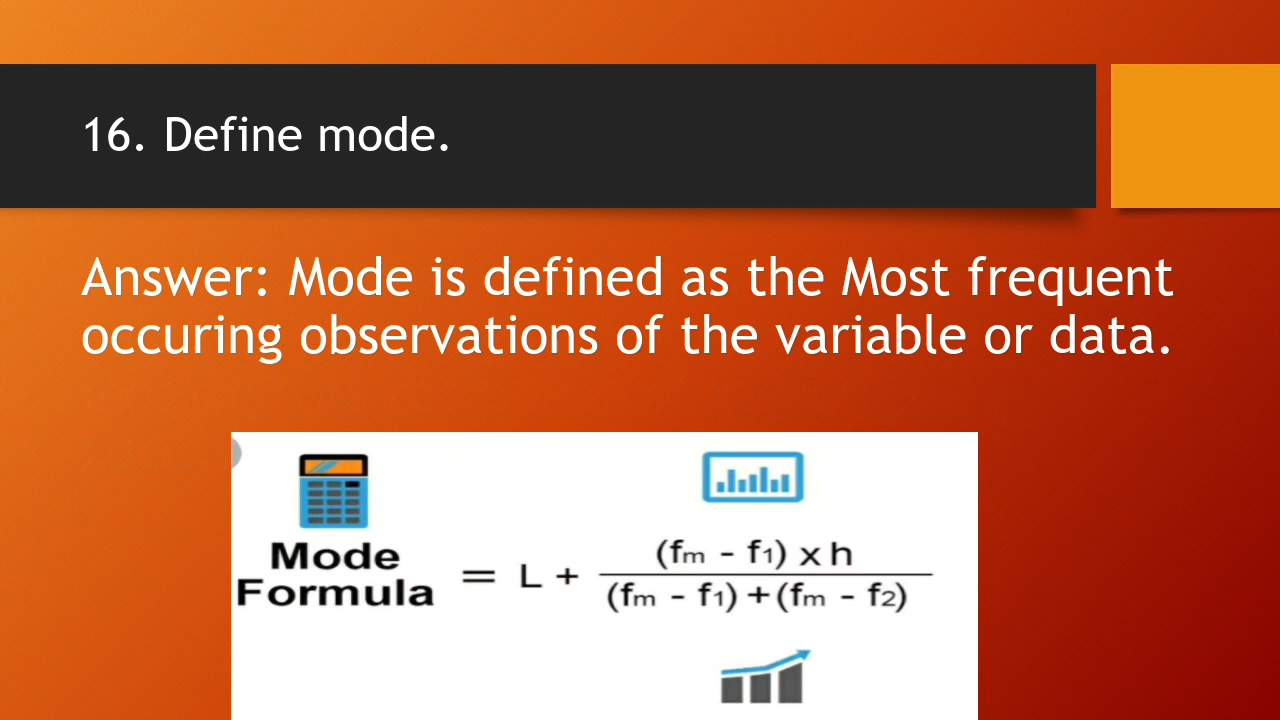 16. Define mode.
Answer: Mode is defined as the Most frequent
occuring observations of the variable or data.
Mode
Formula
= L +
(fm - f1) x h
(fm - f1) + (fm - f2)